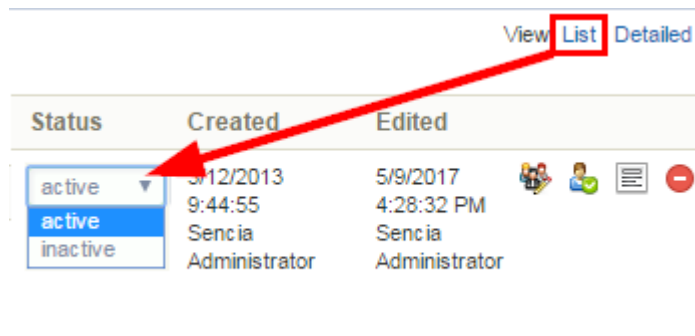 View List Detailed
Status Created Edited
active 3/12/2013 5/9/2017
active 9:44:55 4:28:32 PM
inactive Sencia Sencia
Administrator Administrator